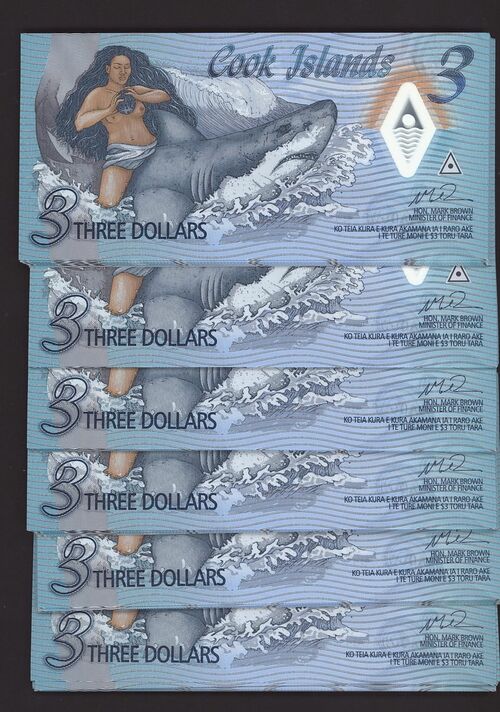 Cook Islands 3
3 THREE DOLLARS
HON. MARK BROWN
MINISTER OF FINANCE
KO TEIA KURA E KURA AKAMANA IA I RARO AKE
I TE TURE MONI E $3 TORU TARA
3 THREE DOLLARS
HON. MARK BROWN
MINISTER OF FINANCE
KO TEIA KURA E KURA AKAMANA IA I RARO AKE
I TE TURE MONI E $3 TORU TARA
3 THREE DOLLARS
HON. MARK BROWN
MINISTER OF FINANCE
KO TEIA KURA E KURA AKAMANA IA I RARO AKE
I TE TURE MONI E $3 TORU TARA
3 THREE DOLLARS
HON. MARK BROWN
MINISTER OF FINANCE
KO TEIA KURA E KURA AKAMANA IA I RARO AKE
I TE TURE MONI E $3 TORU TARA
3 THREE DOLLARS
HON. MARK BROWN
MINISTER OF FINANCE
KO TEIA KURA E KURA AKAMANA IA I RARO AKE
I TE TURE MONI E $3 TORU TARA
3 THREE DOLLARS
HON. MARK BROWN
MINISTER OF FINANCE
KO TEIA KURA E KURA AKAMANA IA I RARO AKE
I TE TURE MONI E $3 TORU TARA